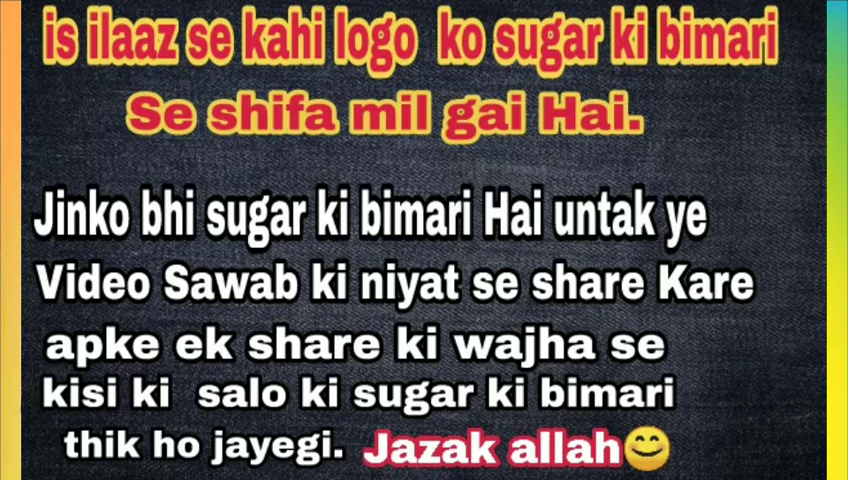 is ilaaz se kahi logo ko sugar ki bimari
Se shifa mil gai Hai.
Jinko bhi sugar ki bimari Hai untak ye
Video Sawab ki niyat se share Kare
apke ek share ki wajha se
kisi ki salo ki sugar ki bimari
thik ho jayegi. Jazak allah😊